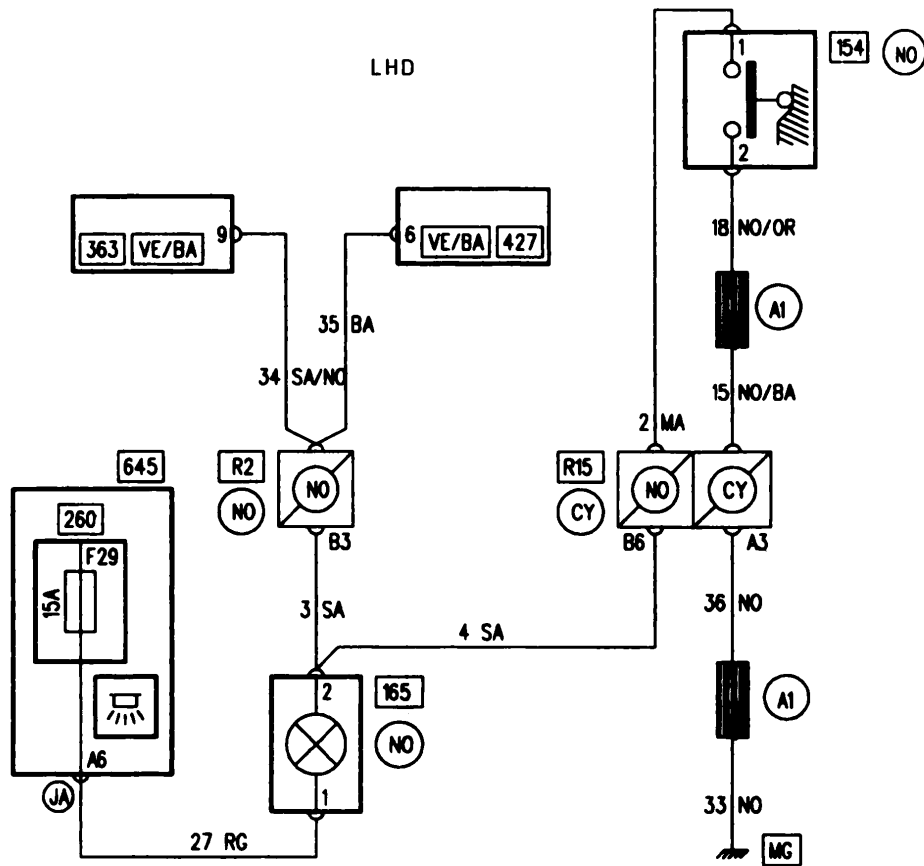 LHD
1
154 NO
2
18 NO/OR
363 VE/BA 9
6 VE/BA 427
A1
35 BA
34 SA/NO
15 NO/BA
2 MA
645
R2
NO
NO
R15
CY
NO
CY
260
F29
15A
B3
B6
A3
3 SA
36 NO
4 SA
2
165
NO
A1
A6
JA
1
33 NO
27 RG
MG